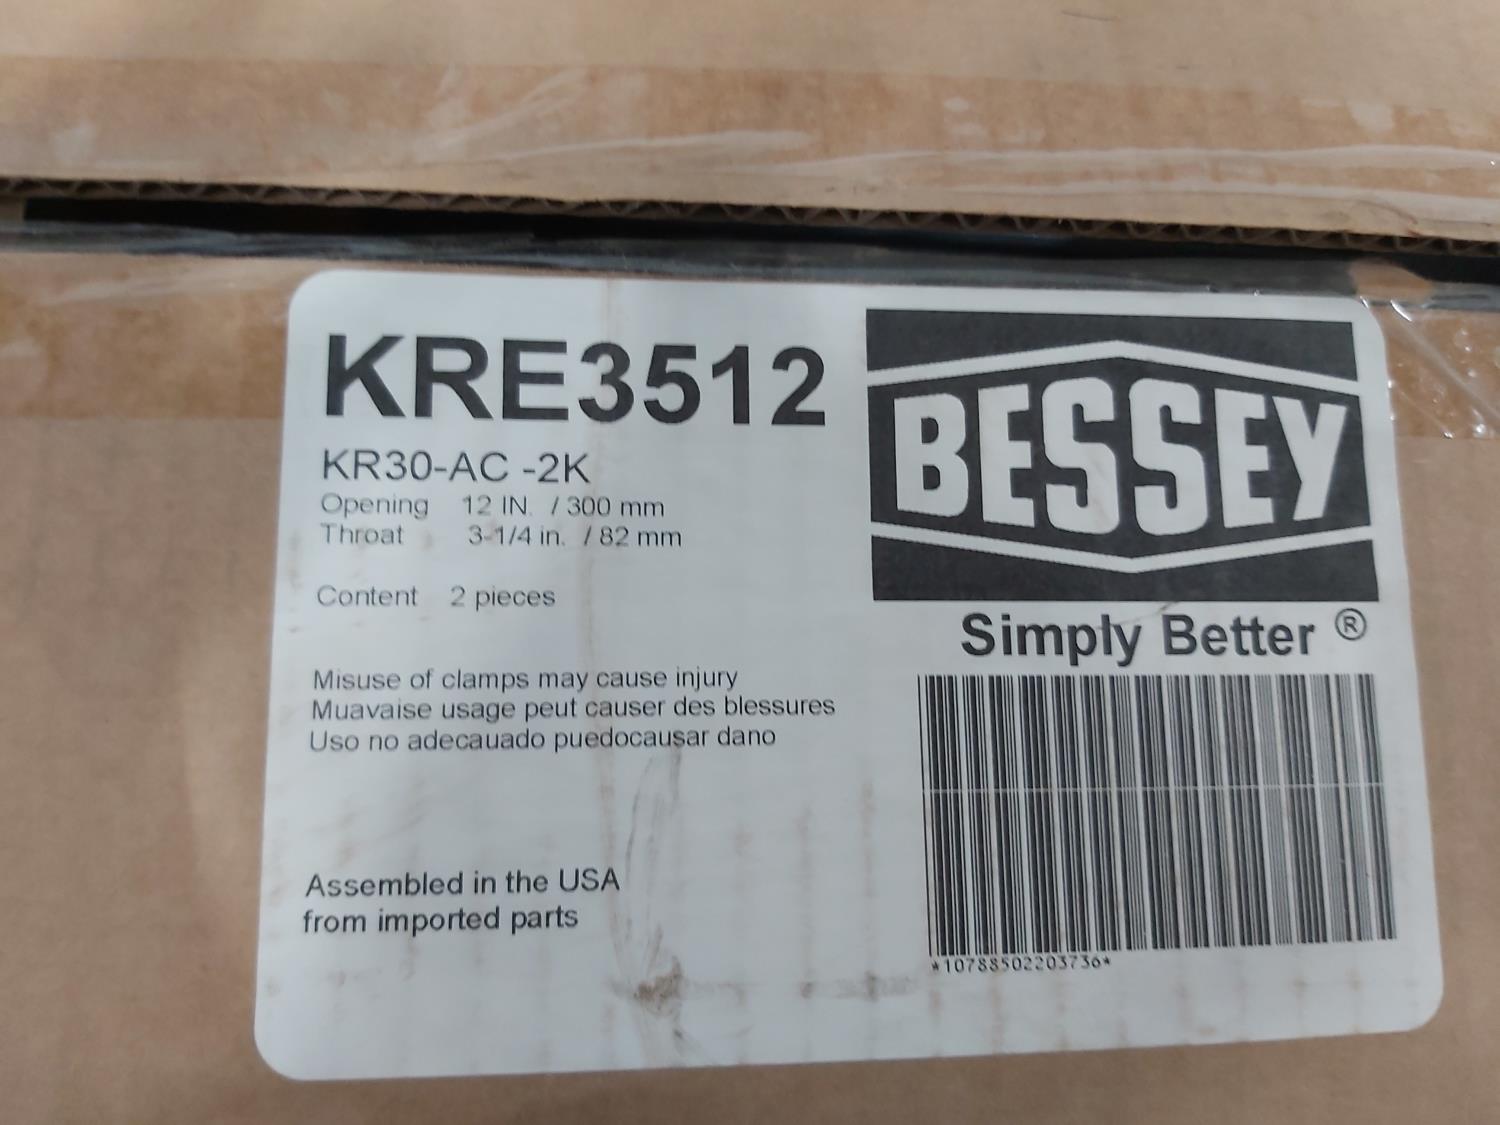 KRE3512
KR30-AC -2K
Opening 12 IN. / 300 mm
Throat 3-1/4 in. / 82 mm
Content 2 pieces
Misuse of clamps may cause injury
Muavaise usage peut causer des blessures
Uso no adecauado puedocausar dano
Assembled in the USA
from imported parts
BESSEY
Simply Better ®
*10788502203736*